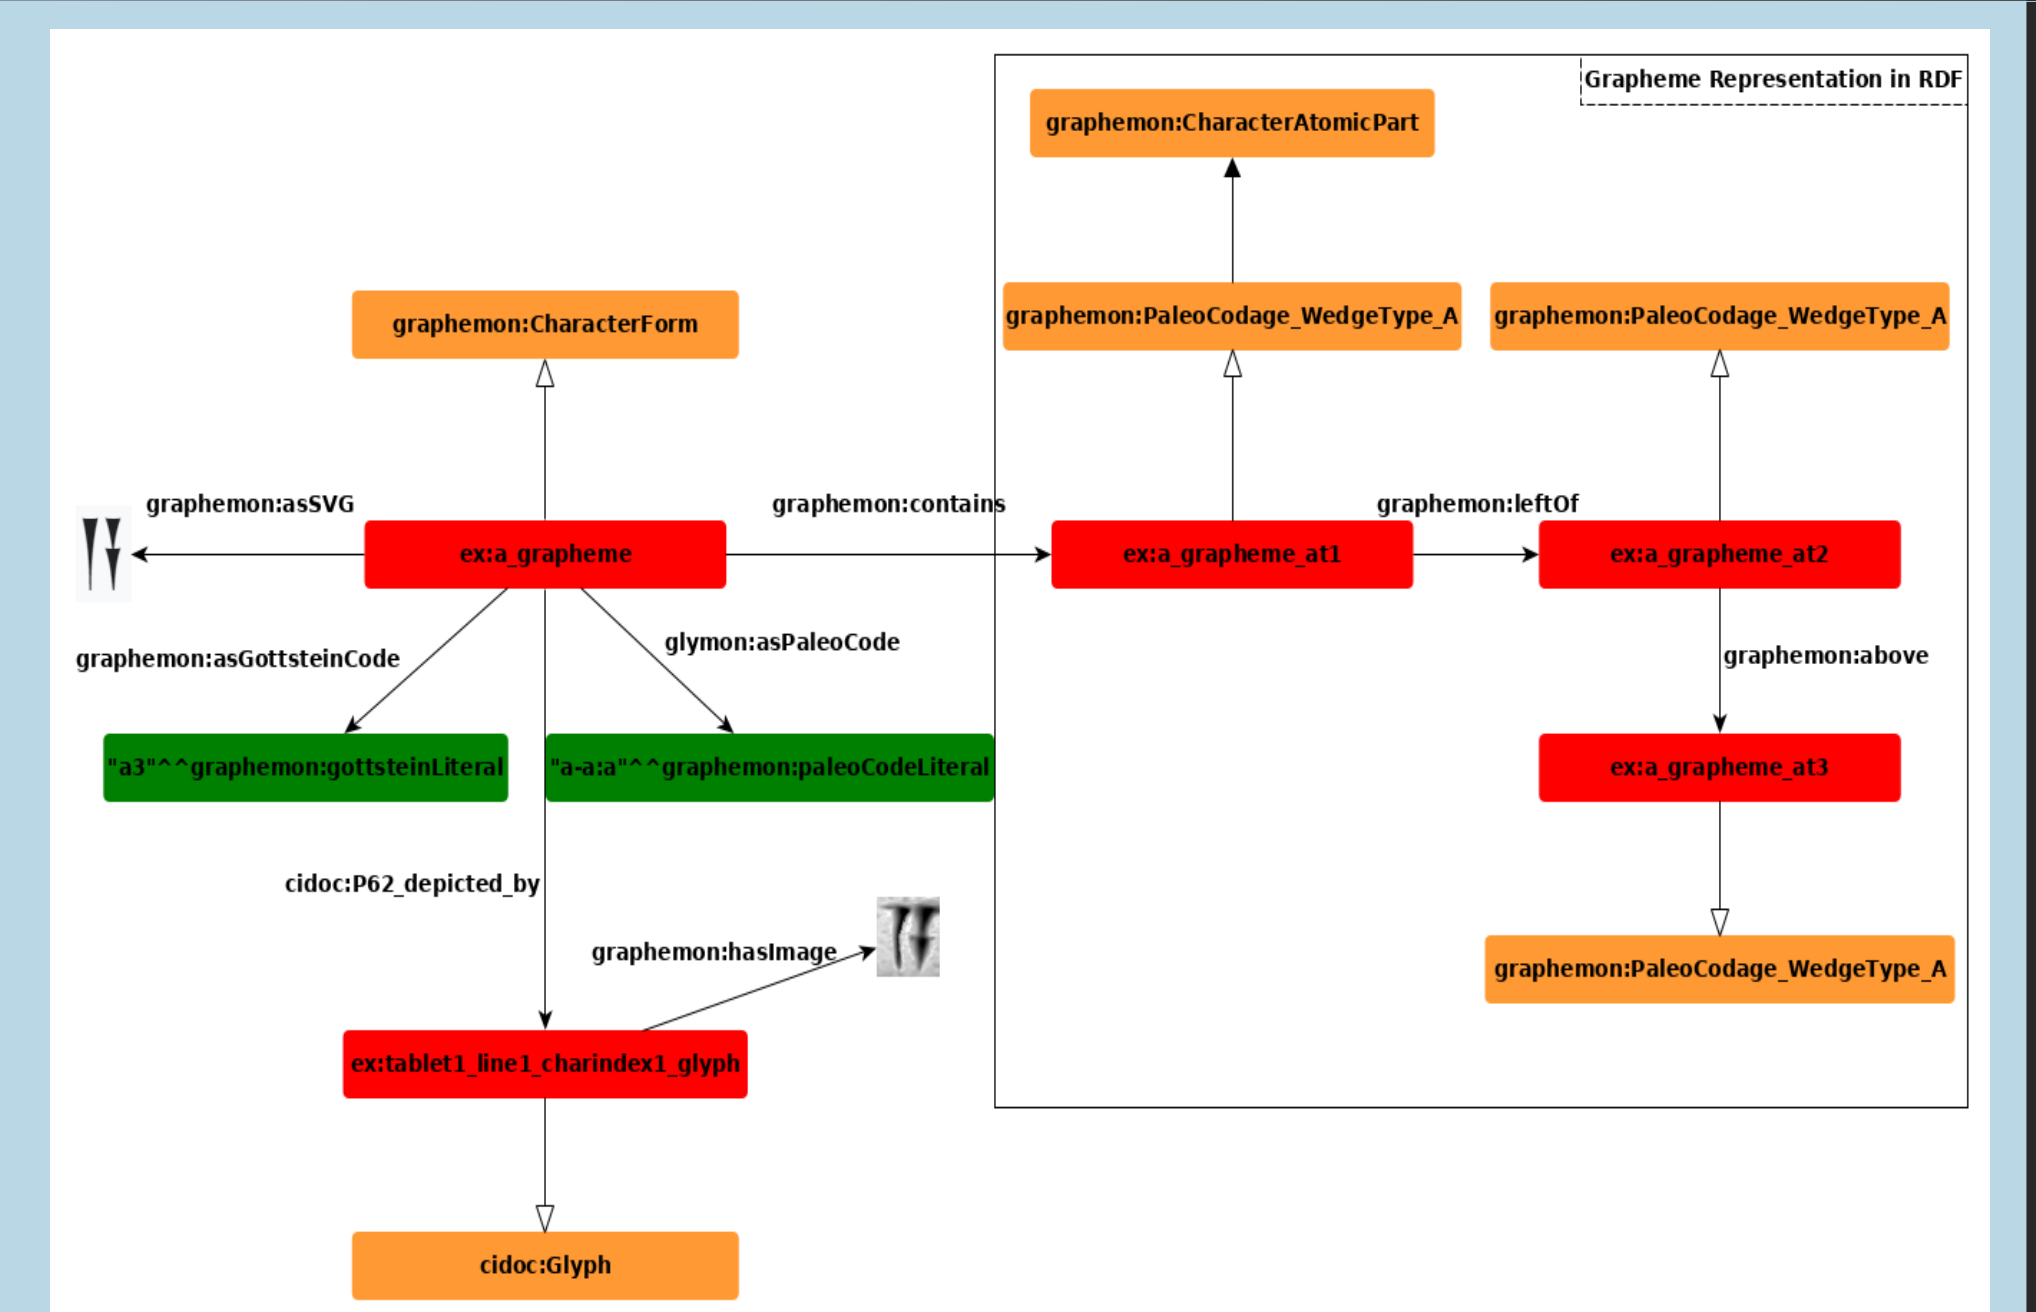 Grapheme Representation in RDF
graphemon:CharacterAtomicPart
graphemon:CharacterForm
graphemon:PaleoCodage_WedgeType_A
graphemon:PaleoCodage_WedgeType_A
graphemon:asSVG
graphemon:contains
graphemon:leftOf
ex:a_grapheme
ex:a_grapheme_at1
ex:a_grapheme_at2
graphemon:asGottsteinCode
glymon:asPaleoCode
graphemon:above
"a3"^^graphemon:gottsteinLiteral
"a-a:a"^^graphemon:paleoCodeLiteral
ex:a_grapheme_at3
cidoc:P62_depicted_by
graphemon:hasImage
graphemon:PaleoCodage_WedgeType_A
ex:tablet1_line1_charindex1_glyph
cidoc:Glyph